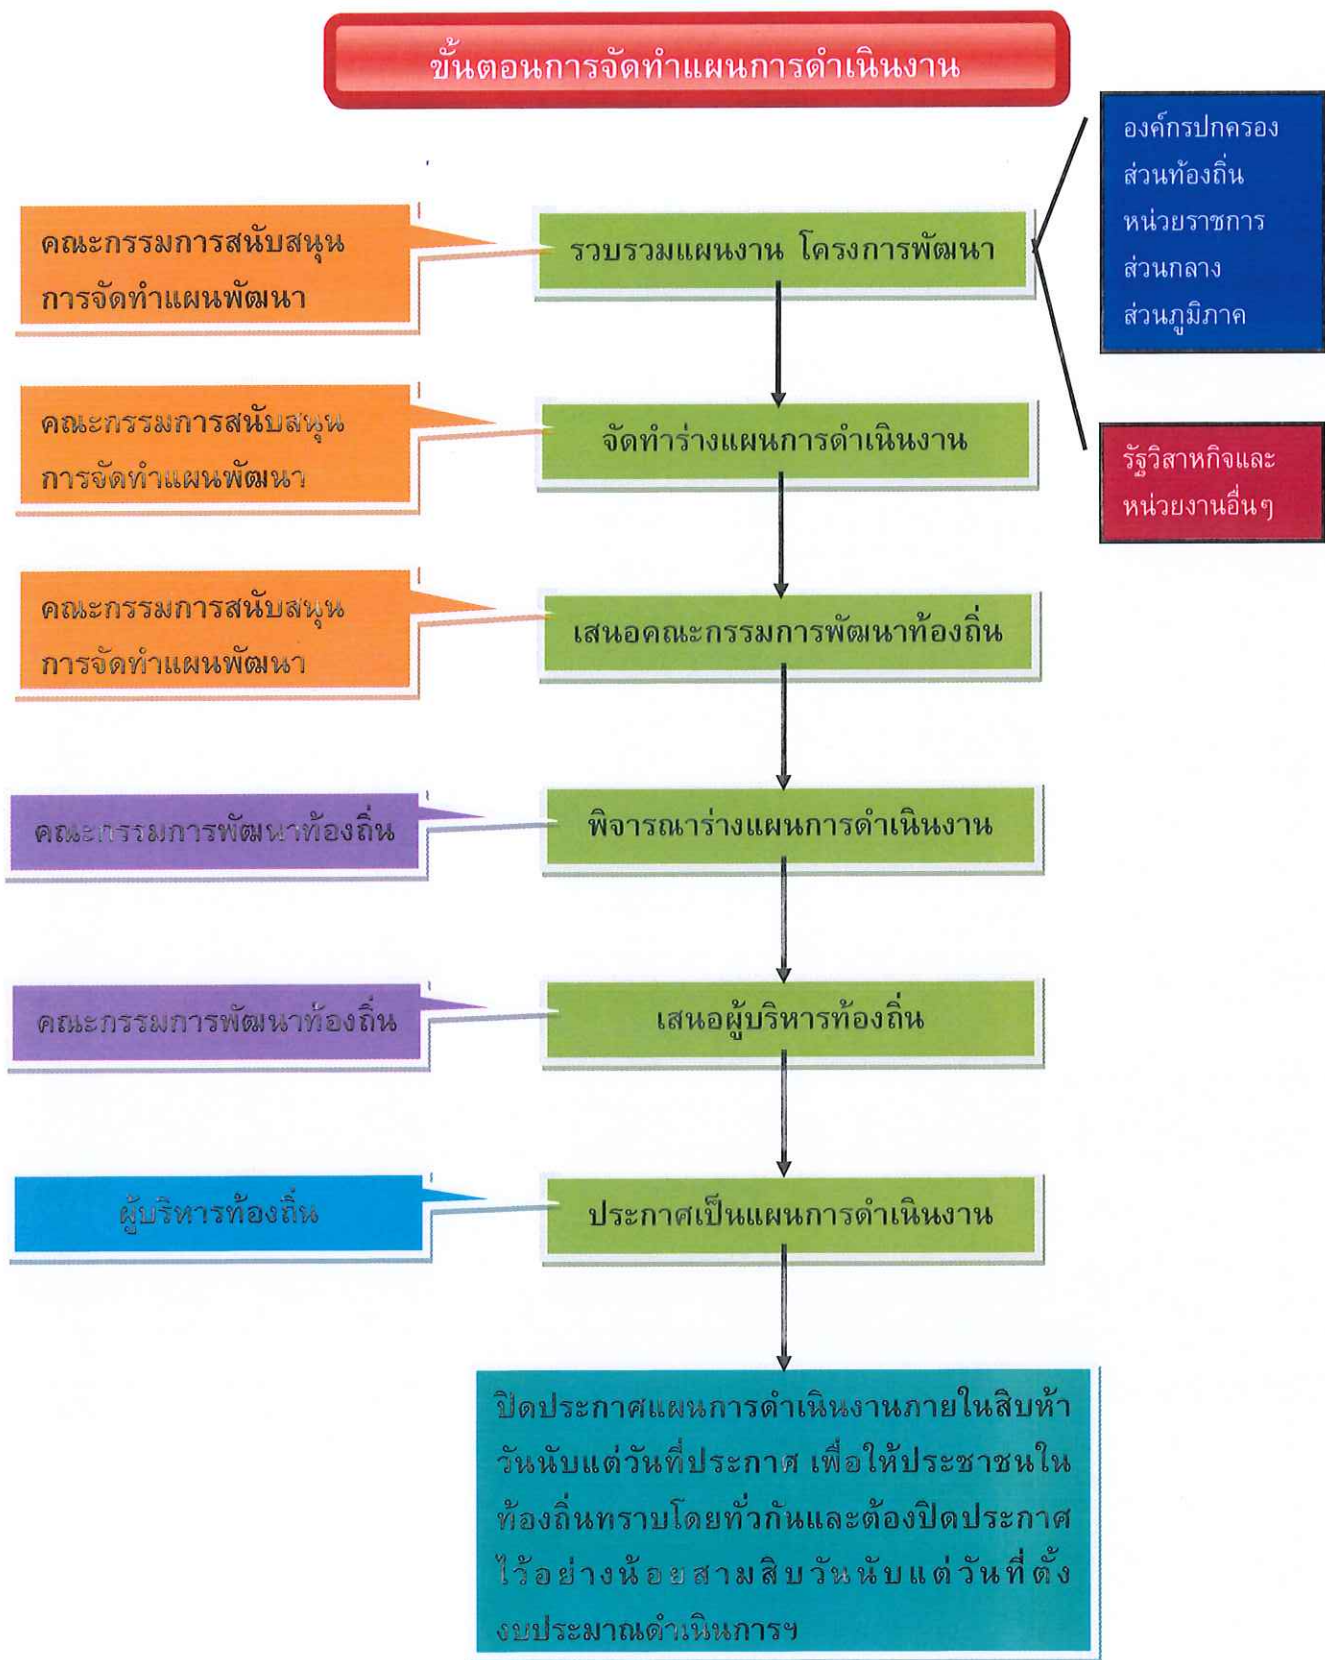 ขั้นตอนการจัดทำแผนการดำเนินงาน
องค์กรปกครอง
ส่วนท้องถิ่น
หน่วยราชการ
ส่วนกลาง
ส่วนภูมิภาค
คณะกรรมการสนับสนุน
การจัดทำแผนพัฒนา
รวบรวมแผนงาน โครงการพัฒนา
คณะกรรมการสนับสนุน
การจัดทำแผนพัฒนา
จัดทำร่างแผนการดำเนินงาน
รัฐวิสาหกิจและ
หน่วยงานอื่นๆ
คณะกรรมการสนับสนุน
การจัดทำแผนพัฒนา
เสนอคณะกรรมการพัฒนาท้องถิ่น
คณะกรรมการพัฒนาท้องถิ่น
พิจารณาร่างแผนการดำเนินงาน
คณะกรรมการพัฒนาท้องถิ่น
เสนอผู้บริหารท้องถิ่น
ผู้บริหารท้องถิ่น
ประกาศเป็นแผนการดำเนินงาน
ปิดประกาศแผนการดำเนินงานภายในสิบห้า
วันนับแต่วันที่ประกาศ เพื่อให้ประชาชนใน
ท้องถิ่นทราบโดยทั่วกันและต้องปิดประกาศ
ไว้อย่างน้อยสามสิบวันนับแต่วันที่ตั้ง
งบประมาณดำเนินการฯ